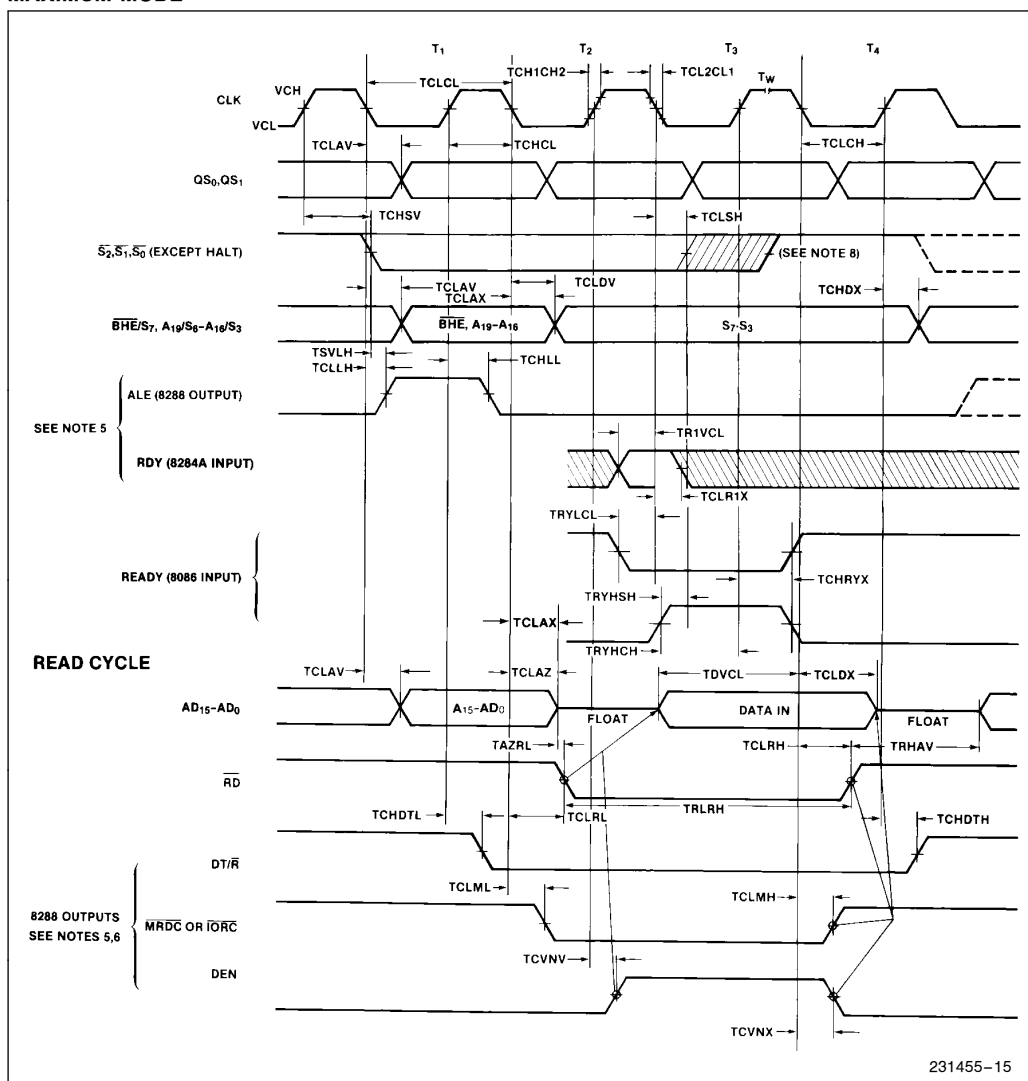 T1 T2 T3 T4
TCH1CH2 TCL2CL1
TCLCL TW
VCH
CLK
VCL
TCLAV TCHCL TCLCH
QS0,QS1
TCHSV TCLSH
S2,S1,S0 (EXCEPT HALT) (SEE NOTE 8)
TCLAV TCLDV
TCLAX TCHDX
BHE/S7, A19/S6–A16/S3 BHE, A19–A16 S7-S3
TSVLH TCHLL
TCLLH
ALE (8288 OUTPUT)
SEE NOTE 5
TR1VCL
RDY (8284A INPUT)
TCLR1X
TRYLCL
READY (8086 INPUT)
TCHRYX
TRYHSH
TCLAX
TRYHCH
READ CYCLE
TCLAV TCLAZ TDVCL TCLDX
AD15–AD0 A15–AD0 FLOAT DATA IN FLOAT
TAZRL TCLRH TRHAV
RD
TRLRH
TCHDTL TCLRL TCHDTH
DT/R
TCLML TCLMH
8288 OUTPUTS
SEE NOTES 5,6
MRDC OR IORC
TCVNV
DEN
TCVNX
231455–15